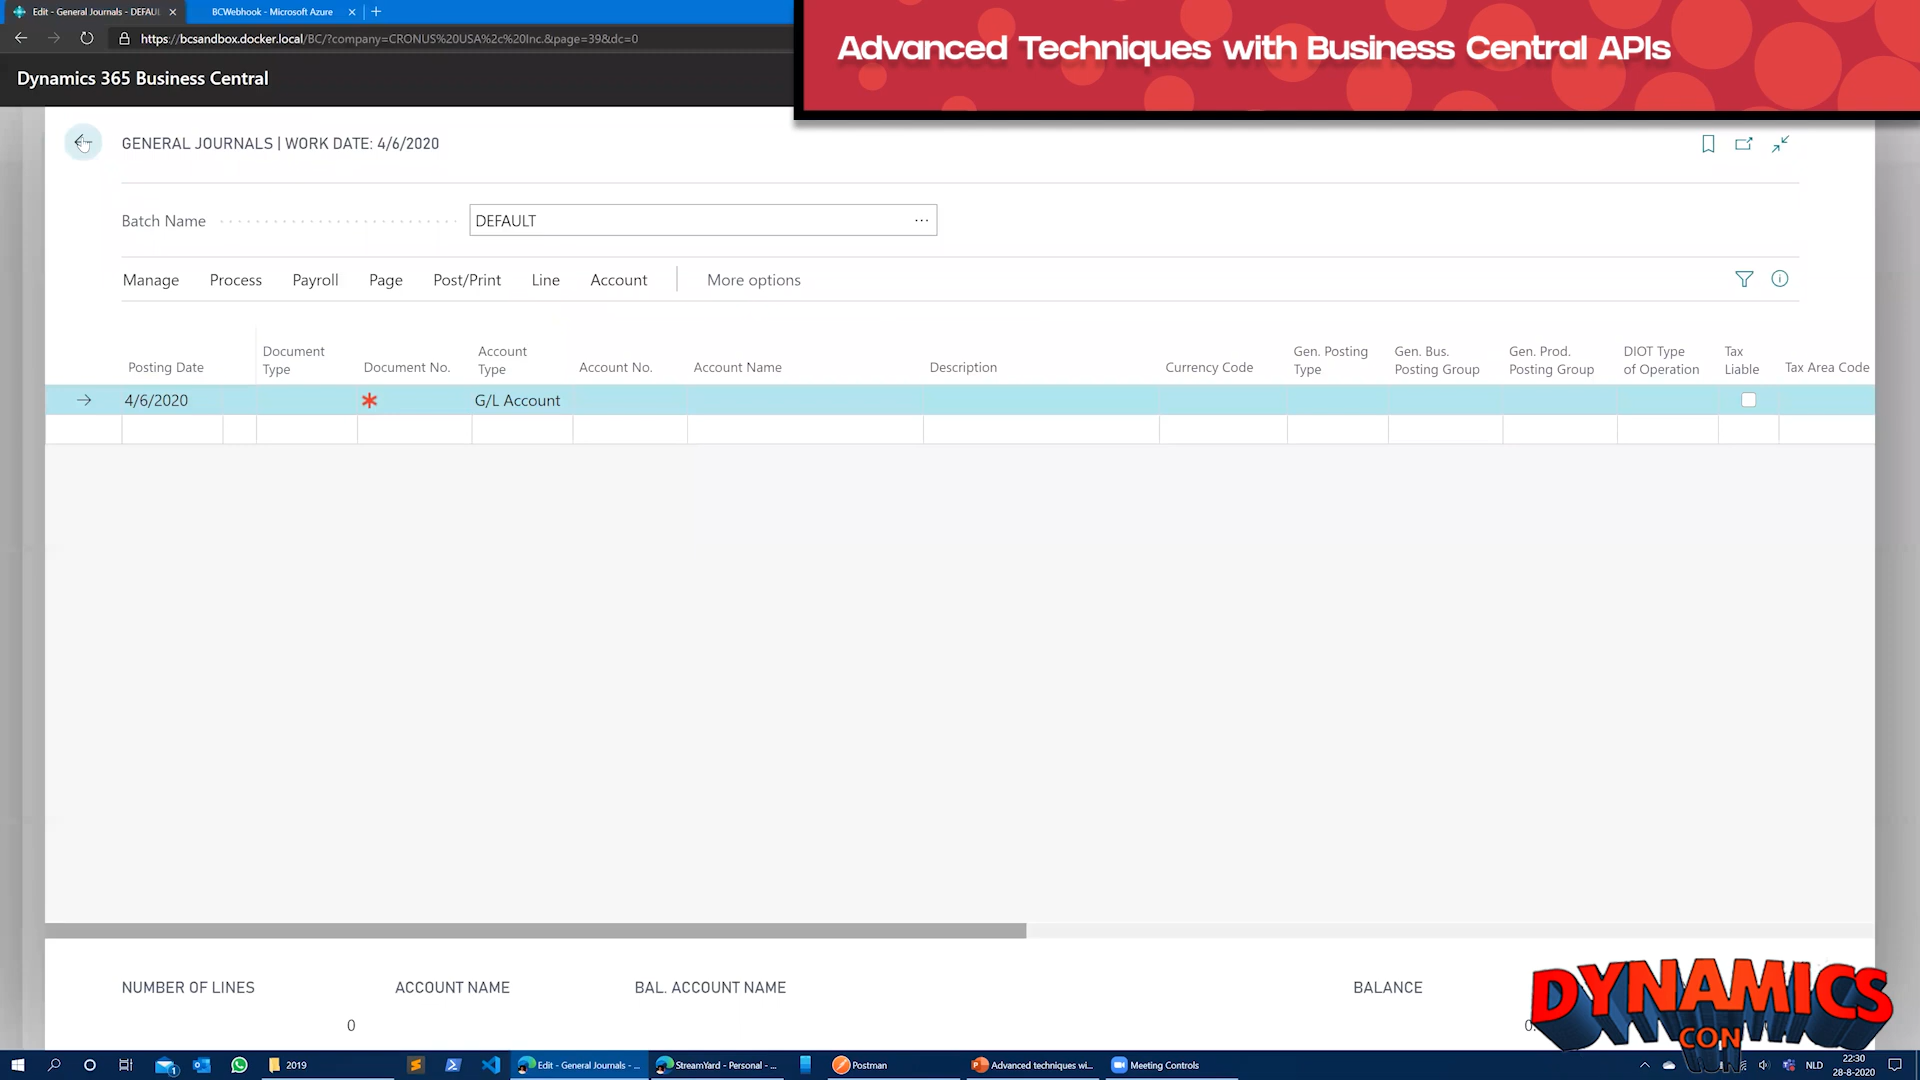 Edit - General Journals - DEFAUL
BCWebhook - Microsoft Azure
https://bcsandbox.docker.local/BC/?company=CRONUS%20USA%2c%20Inc.&page=39&dc=0
Advanced Techniques with Business Central APIs
Dynamics 365 Business Central
GENERAL JOURNALS | WORK DATE: 4/6/2020
Batch Name
DEFAULT
Manage Process Payroll Page Post/Print Line Account More options
Posting Date Document Type Document No. Account Type Account No. Account Name Description Currency Code Gen. Posting Type Gen. Bus. Posting Group Gen. Prod. Posting Group DIOT Type of Operation Tax Liable Tax Area Code
4/6/2020 G/L Account
NUMBER OF LINES ACCOUNT NAME BAL. ACCOUNT NAME BALANCE
0
DYNAMICS
CON
2019
Edit - General Journals - ...
StreamYard - Personal - ...
Postman
Advanced techniques wi...
Meeting Controls
NLD
22:30
28-8-2020